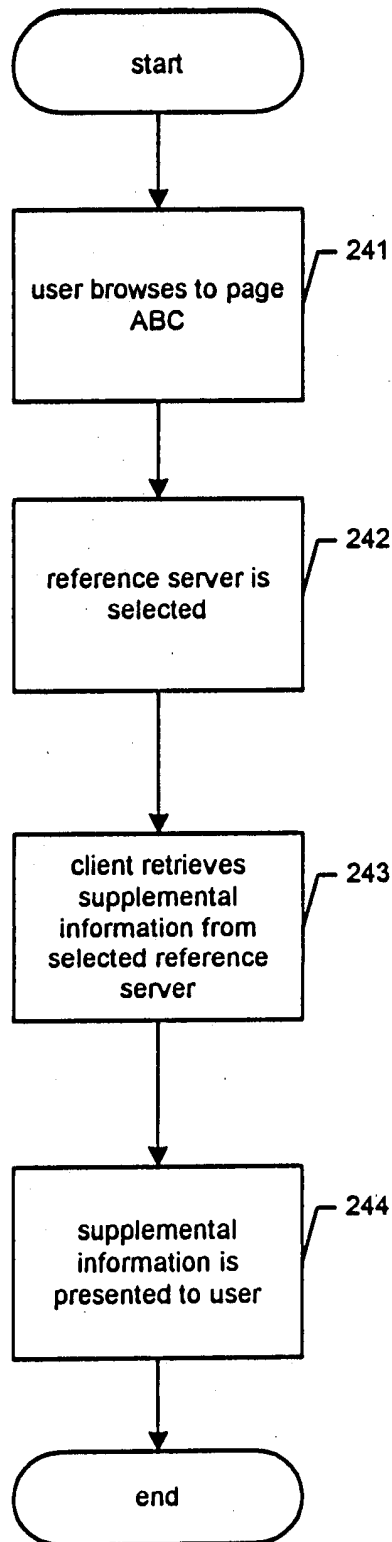 start
241
user browses to page
ABC
242
reference server is
selected
243
client retrieves
supplemental
information from
selected reference
server
244
supplemental
information is
presented to user
end